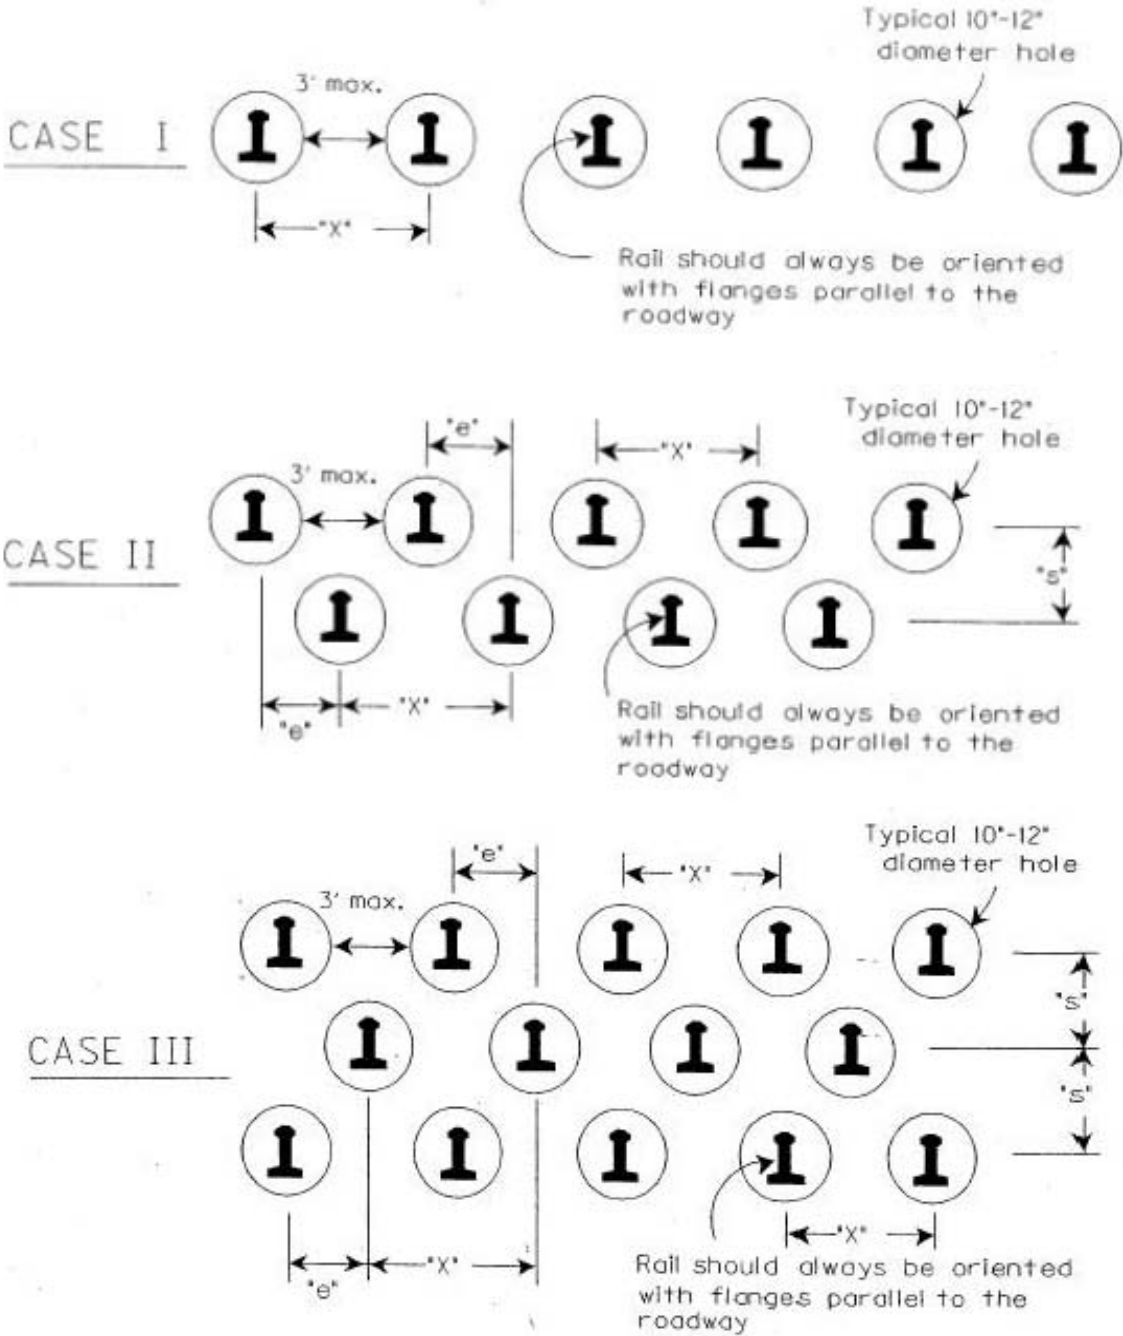 Typical 10"-12"
diameter hole
3' max.
CASE I
"X"
Rail should always be oriented
with flanges parallel to the
roadway
Typical 10"-12"
diameter hole
"e"
"X"
3' max.
CASE II
"s"
"e"
"X"
Rail should always be oriented
with flanges parallel to the
roadway
Typical 10"-12"
diameter hole
"e"
"X"
3' max.
"s"
CASE III
"s"
"X"
"e"
"X"
Rail should always be oriented
with flanges parallel to the
roadway